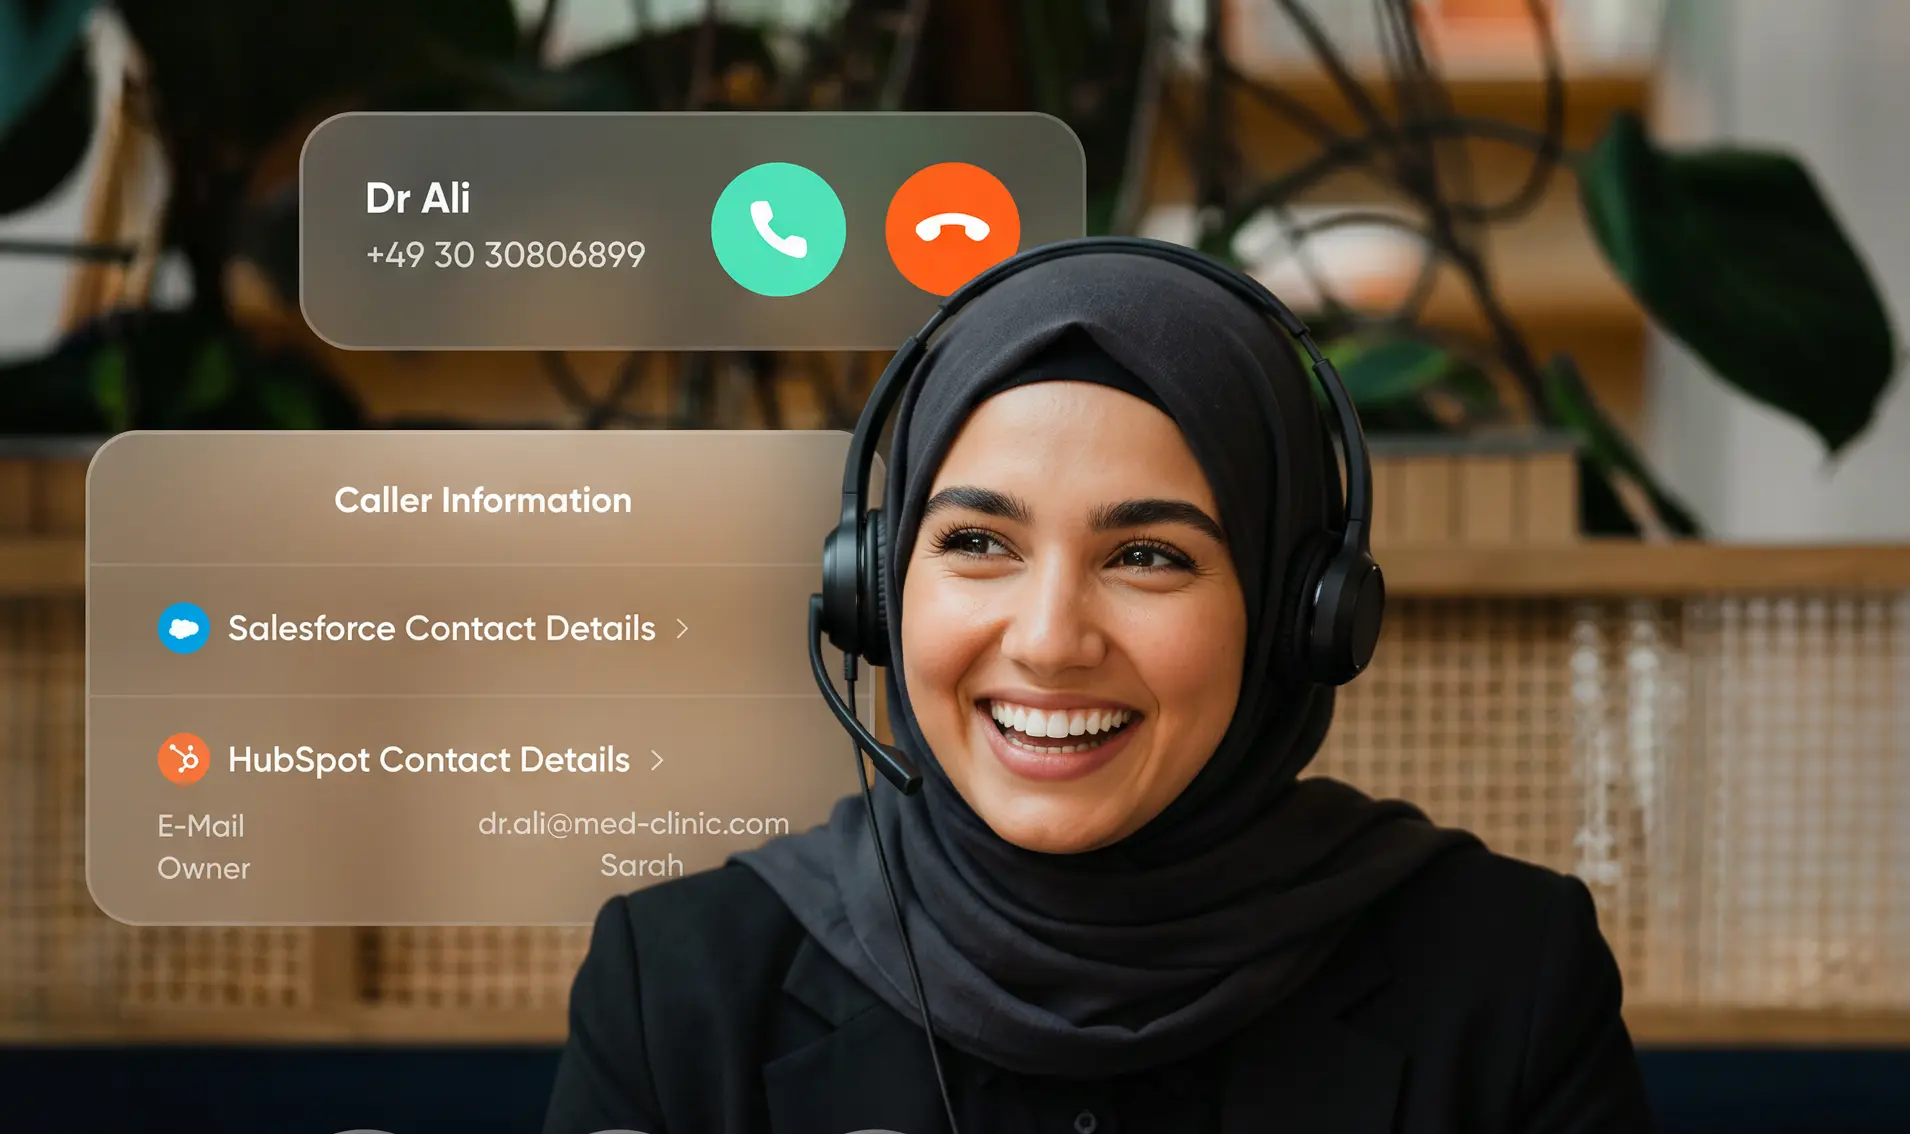 Dr Ali
+49 30 30806899
Caller Information
Salesforce Contact Details
HubSpot Contact Details
E-Mail dr.ali@med-clinic.com
Owner Sarah